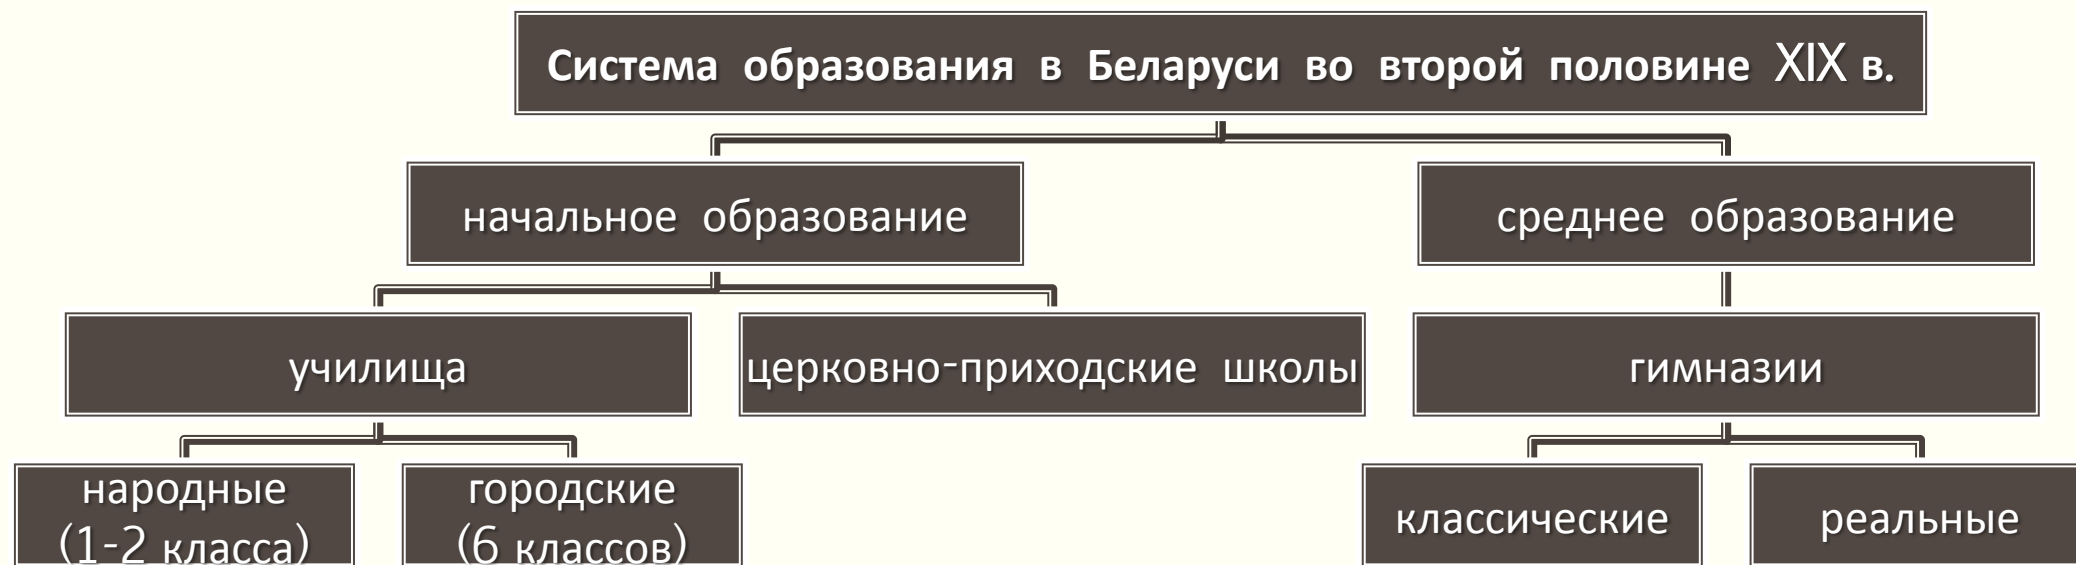 Система образования в Беларуси во второй половине XIX в.
начальное образование
среднее образование
училища
церковно-приходские школы
гимназии
народные
(1-2 класса)
городские
(6 классов)
классические
реальные